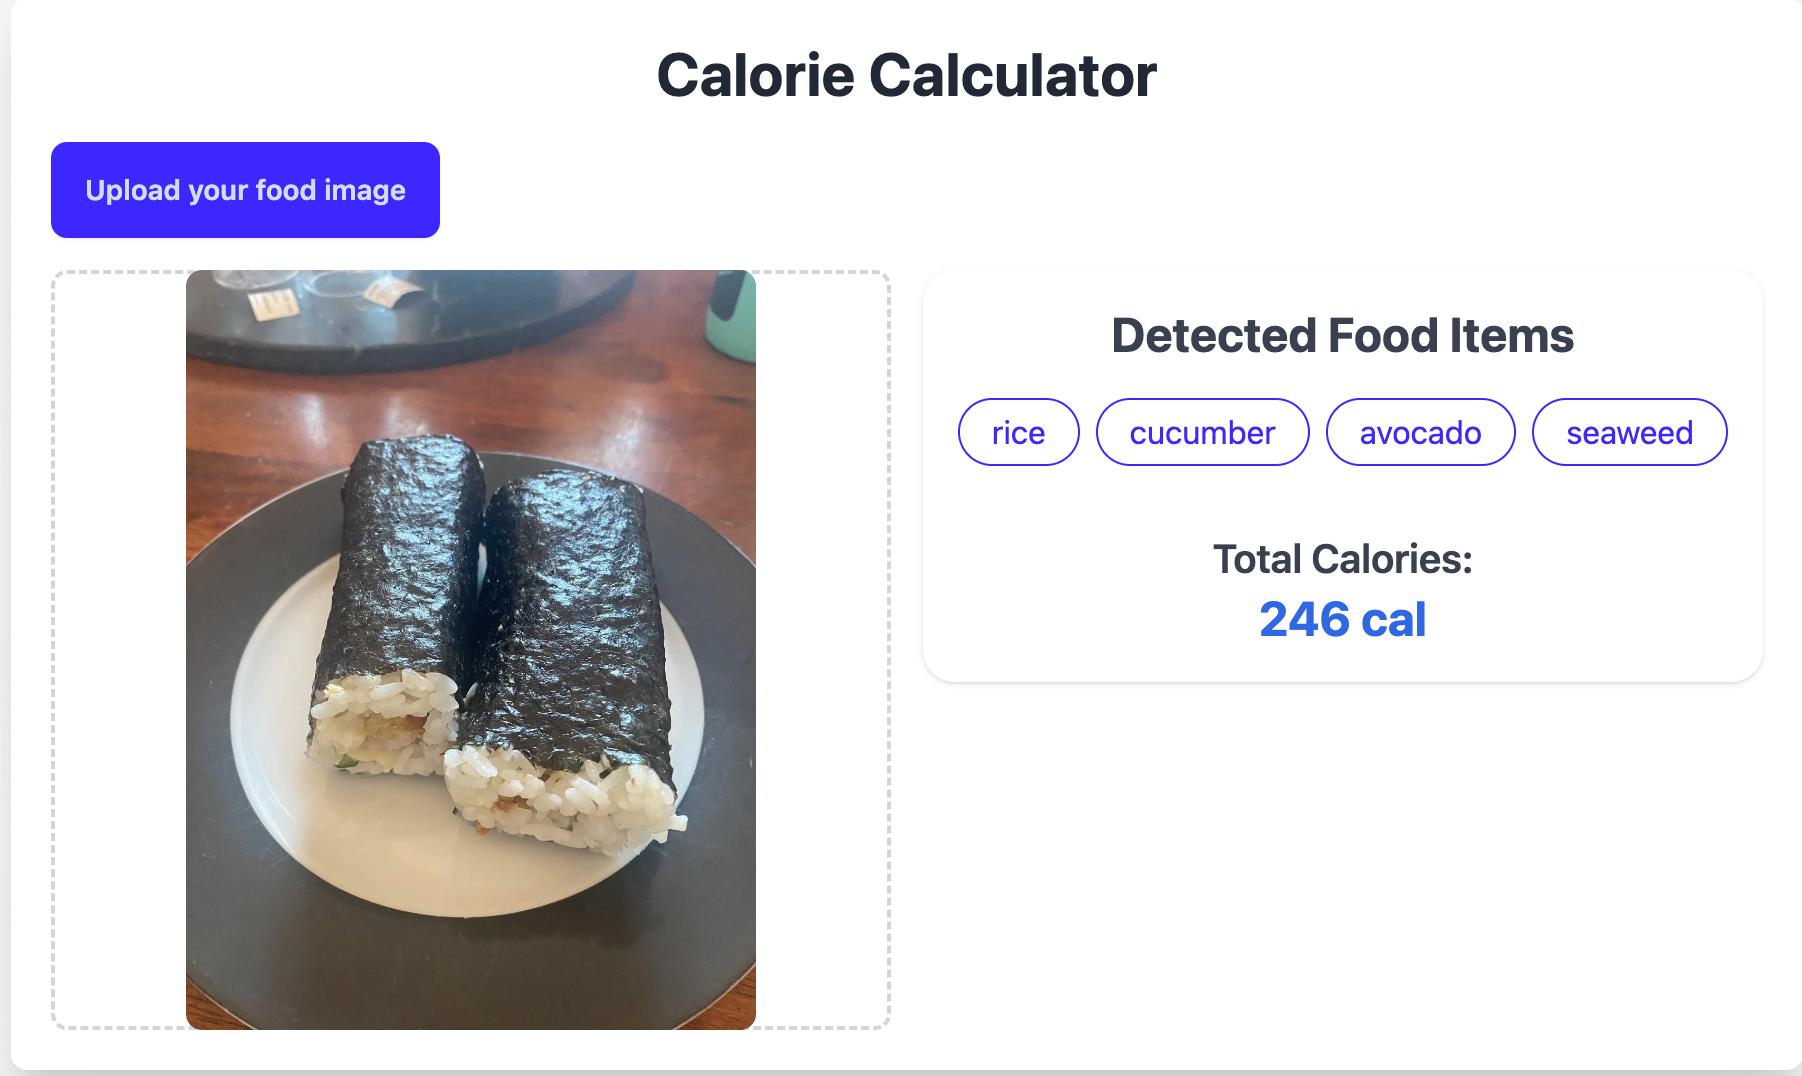 Calorie Calculator
Upload your food image
Detected Food Items
rice cucumber avocado seaweed
Total Calories:
246 cal